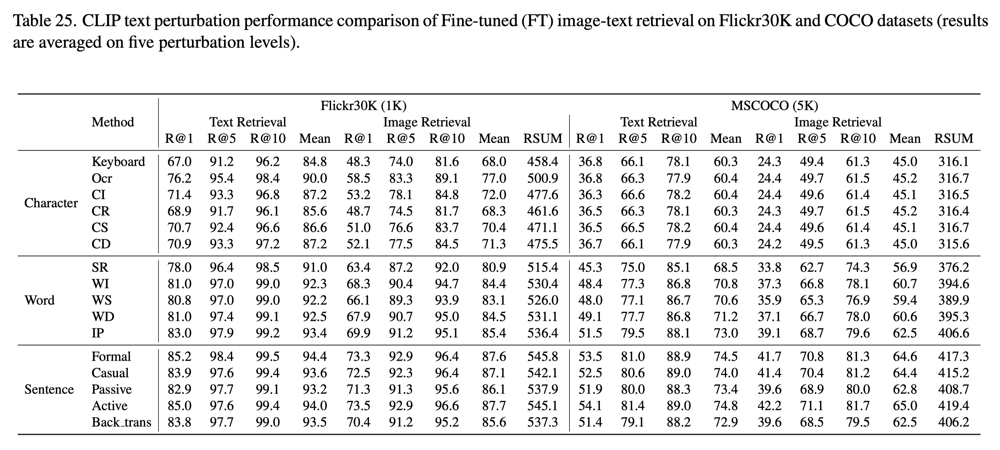 Table 25. CLIP text perturbation performance comparison of Fine-tuned (FT) image-text retrieval on Flickr30K and COCO datasets (results
are averaged on five perturbation levels).
Flickr30K (1K) MSCOCO (5K)
Method Text Retrieval Image Retrieval Text Retrieval Image Retrieval
R@1 R@5 R@10 Mean R@1 R@5 R@10 Mean RSUM R@1 R@5 R@10 Mean R@1 R@5 R@10 Mean RSUM
Keyboard 67.0 91.2 96.2 84.8 48.3 74.0 81.6 68.0 458.4 36.8 66.1 78.1 60.3 24.3 49.4 61.3 45.0 316.1
Ocr 76.2 95.4 98.4 90.0 58.5 83.3 89.1 77.0 500.9 36.8 66.3 77.9 60.4 24.4 49.7 61.5 45.2 316.7
CI 71.4 93.3 96.8 87.2 53.2 78.1 84.8 72.0 477.6 36.3 66.6 78.2 60.4 24.4 49.6 61.4 45.1 316.5
Character
CR 68.9 91.7 96.1 85.6 48.7 74.5 81.7 68.3 461.6 36.5 66.3 78.1 60.3 24.3 49.7 61.5 45.2 316.4
CS 70.7 92.4 96.6 86.6 51.0 76.6 83.7 70.4 471.1 36.5 66.5 78.2 60.4 24.4 49.6 61.4 45.1 316.7
CD 70.9 93.3 97.2 87.2 52.1 77.5 84.5 71.3 475.5 36.7 66.1 77.9 60.3 24.2 49.5 61.3 45.0 315.6
SR 78.0 96.4 98.5 91.0 63.4 87.2 92.0 80.9 515.4 45.3 75.0 85.1 68.5 33.8 62.7 74.3 56.9 376.2
WI 81.0 97.0 99.0 92.3 68.3 90.4 94.7 84.4 530.4 48.4 77.3 86.8 70.8 37.3 66.8 78.1 60.7 394.6
Word WS 80.8 97.0 99.0 92.2 66.1 89.3 93.9 83.1 526.0 48.0 77.1 86.7 70.6 35.9 65.3 76.9 59.4 389.9
WD 81.0 97.4 99.1 92.5 67.9 90.7 95.0 84.5 531.1 49.1 77.7 86.8 71.2 37.1 66.7 78.0 60.6 395.3
IP 83.0 97.9 99.2 93.4 69.9 91.2 95.1 85.4 536.4 51.5 79.5 88.1 73.0 39.1 68.7 79.6 62.5 406.6
Formal 85.2 98.4 99.5 94.4 73.3 92.9 96.4 87.6 545.8 53.5 81.0 88.9 74.5 41.7 70.8 81.3 64.6 417.3
Casual 83.9 97.6 99.4 93.6 72.5 92.3 96.4 87.1 542.1 52.5 80.6 89.0 74.0 41.4 70.4 81.2 64.4 415.2
Sentence Passive 82.9 97.7 99.1 93.2 71.3 91.3 95.6 86.1 537.9 51.9 80.0 88.3 73.4 39.6 68.9 80.0 62.8 408.7
Active 85.0 97.6 99.4 94.0 73.5 92.9 96.6 87.7 545.1 54.1 81.4 89.0 74.8 42.2 71.1 81.7 65.0 419.4
Back_trans 83.8 97.7 99.0 93.5 70.4 91.2 95.2 85.6 537.3 51.4 79.1 88.2 72.9 39.6 68.5 79.5 62.5 406.2